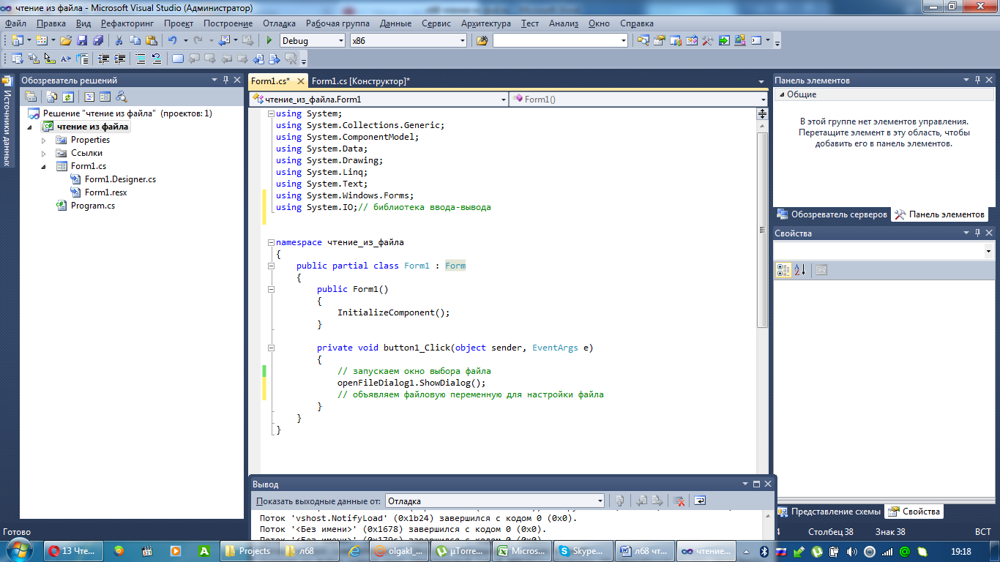 чтение из файла - Microsoft Visual Studio (Администратор)
Файл Правка Вид Рефакторинг Проект Построение Отладка Рабочая группа Данные Сервис Архитектура Тест Анализ Окно Справка
Debug x86
Источники данных
Обозреватель решений
Решение "чтение из файла" (проектов: 1)
чтение из файла
Properties
Ссылки
Form1.cs
Form1.Designer.cs
Form1.resx
Program.cs
Form1.cs* Form1.cs [Конструктор]*
чтение_из_файла.Form1 Form1()
using System;
using System.Collections.Generic;
using System.ComponentModel;
using System.Data;
using System.Drawing;
using System.Linq;
using System.Text;
using System.Windows.Forms;
using System.IO;// библиотека ввода-вывода
namespace чтение_из_файла
{
public partial class Form1 : Form
{
public Form1()
{
InitializeComponent();
}
private void button1_Click(object sender, EventArgs e)
{
// запускаем окно выбора файла
openFileDialog1.ShowDialog();
// объявляем файловую переменную для настройки файла
}
}
}
Вывод
Показать выходные данные от: Отладка
Поток 'vshost.NotifyLoad' (0x1b24) завершился с кодом 0 (0x0).
Поток '<Без имени>' (0x1678) завершился с кодом 0 (0x0).
Панель элементов
Общие
В этой группе нет элементов управления.
Перетащите элемент в эту область, чтобы
добавить его в панель элементов.
Обозреватель серверов Панель элементов
Свойства
Представление схемы Свойства
Готово
4 Столбец 38 Знак 38 ВСТ
13 Чте... Projects л68 olgakl_... µTorre... Micros... Skype... л68 чт... чтение... 19:18